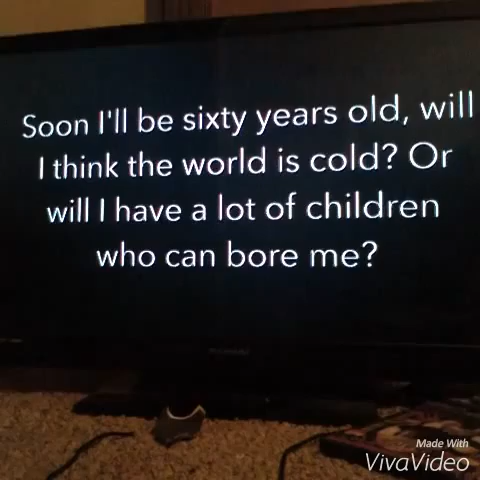 Soon I'll be sixty years old, will
I think the world is cold? Or
will I have a lot of children
who can bore me?
Made With
VivaVideo